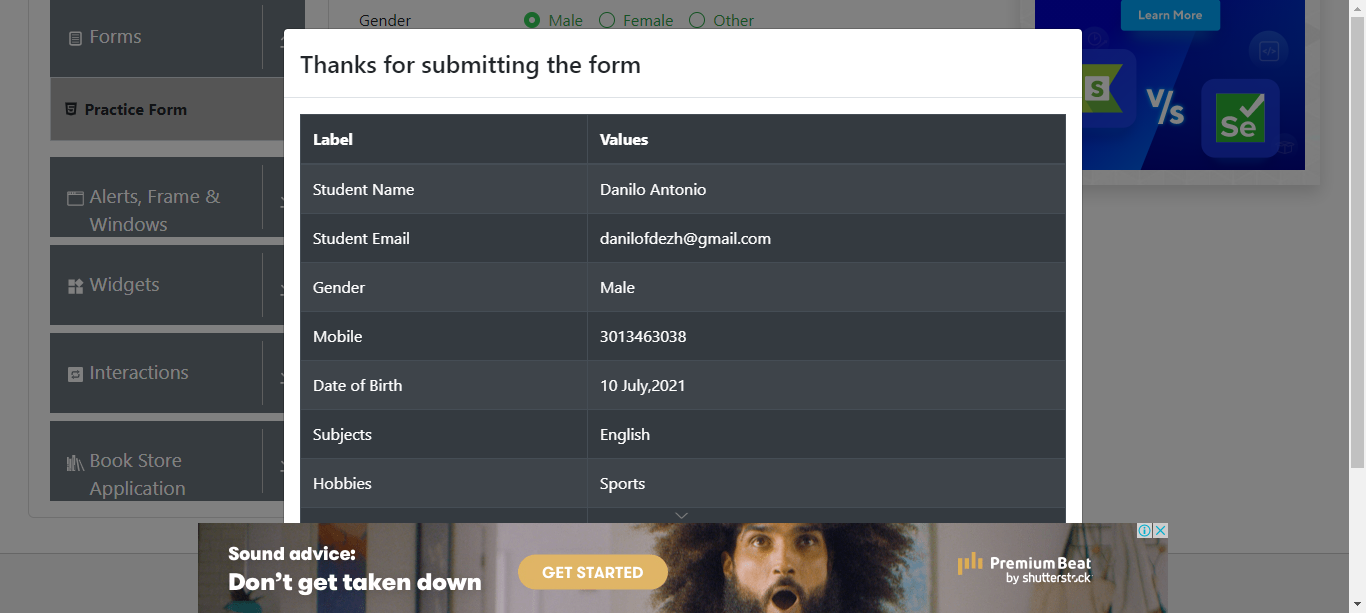 Gender Male Female Other
Learn More
Forms
Thanks for submitting the form
Practice Form
S
V/s
Se
Label Values
Student Name Danilo Antonio
Alerts, Frame &
Windows
Student Email danilofdezh@gmail.com
Widgets
Gender Male
Mobile 3013463038
Interactions
Date of Birth 10 July,2021
Subjects English
Book Store
Application
Hobbies Sports
Sound advice:
Don't get taken down
GET STARTED
PremiumBeat
by shutterstock